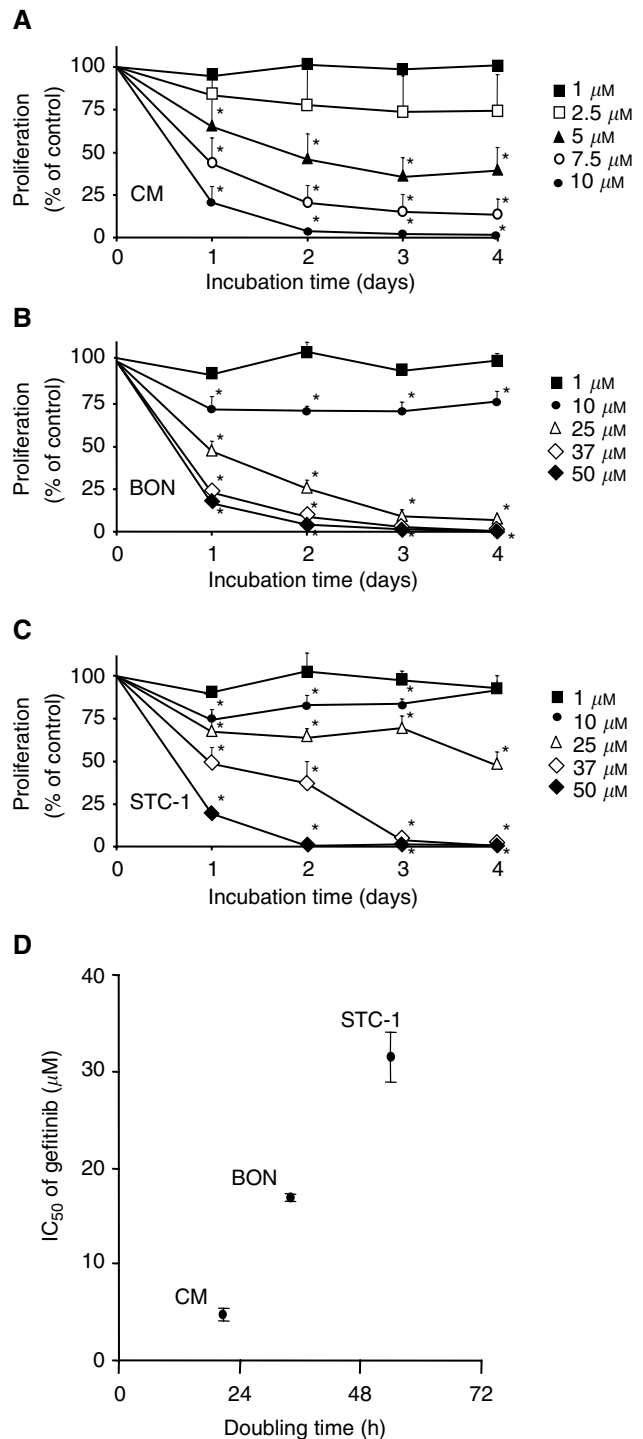 A
Proliferation
(% of control)
100
75
50
25
0
CM
0 1 2 3 4
Incubation time (days)
1 μM
2.5 μM
5 μM
7.5 μM
10 μM
* * * *
* * * *
* * * *
B
Proliferation
(% of control)
100
75
50
25
0
BON
0 1 2 3 4
Incubation time (days)
1 μM
10 μM
25 μM
37 μM
50 μM
* * * *
* * * *
* * * *
* * * *
C
Proliferation
(% of control)
100
75
50
25
0
STC-1
0 1 2 3 4
Incubation time (days)
1 μM
10 μM
25 μM
37 μM
50 μM
* * *
* * * *
* * * *
* * * *
D
IC50 of gefitinib (μM)
40
30
20
10
0
STC-1
BON
CM
0 24 48 72
Doubling time (h)